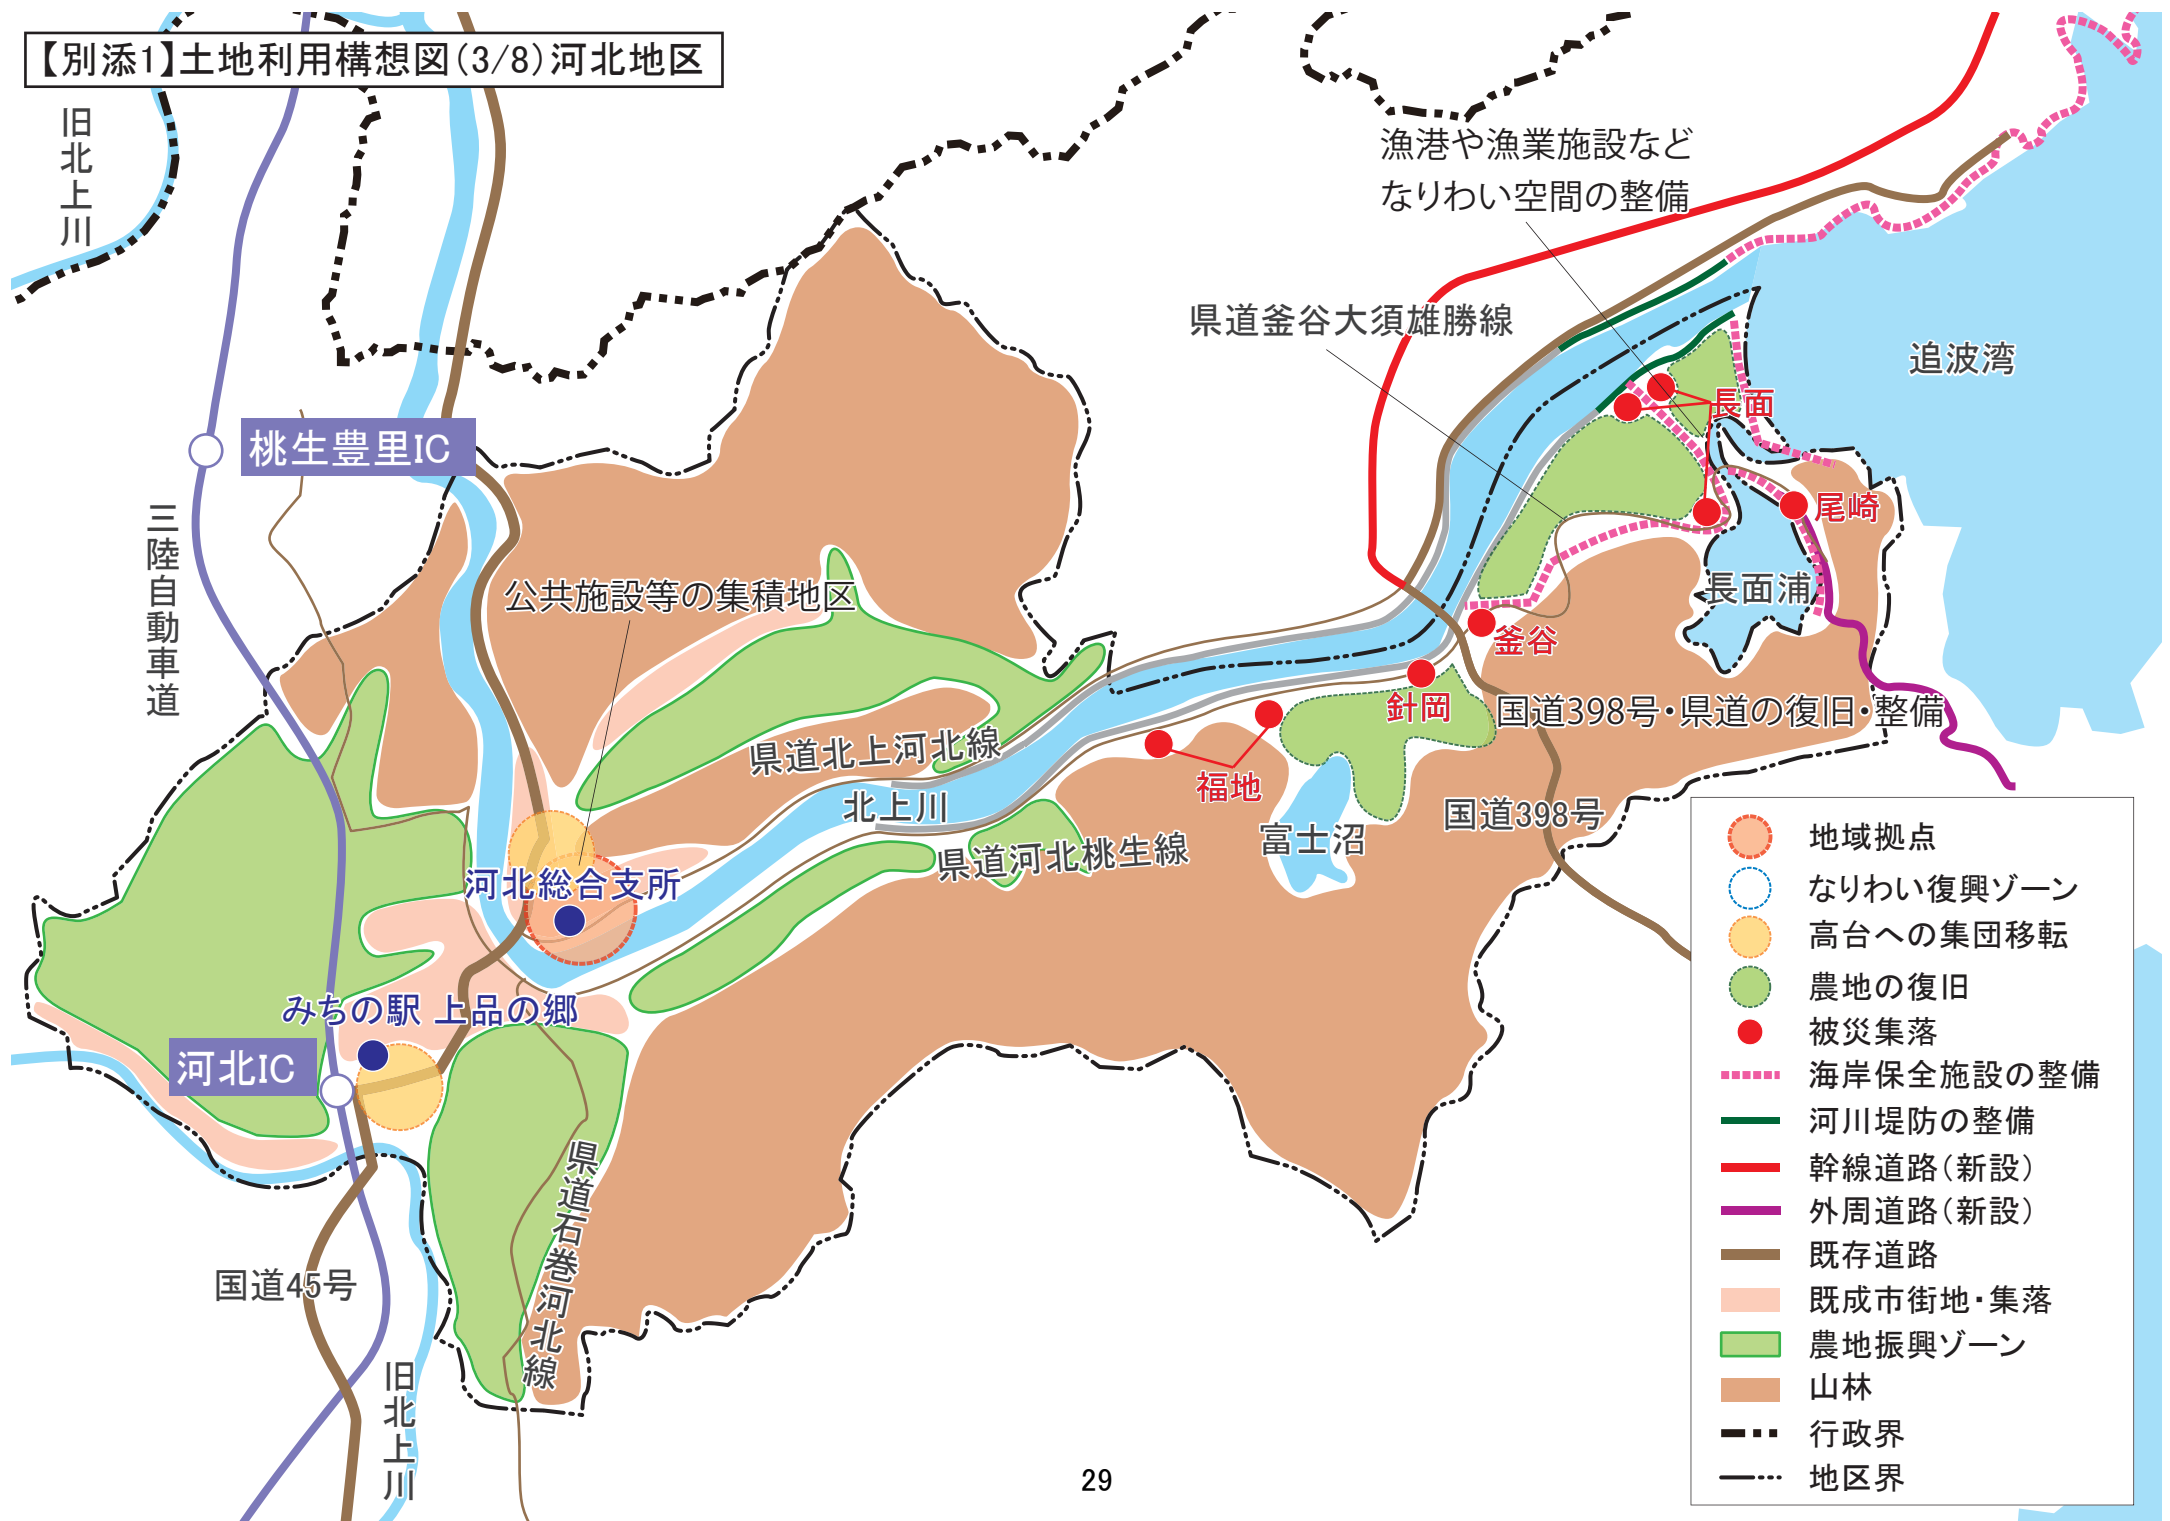 【別添1】土地利用構想図(3/8)河北地区
旧北上川
漁港や漁業施設など
なりわい空間の整備
県道釜谷大須雄勝線
追波湾
長面
桃生豊里IC
三陸自動車道
尾崎
公共施設等の集積地区
長面浦
釜谷
針岡
国道398号・県道の復旧・整備
県道北上河北線
福地
北上川
国道398号
富士沼
県道河北桃生線
河北総合支所
みちの駅 上品の郷
河北IC
県道石巻河北線
国道45号
旧北上川
地域拠点
なりわい復興ゾーン
高台への集団移転
農地の復旧
被災集落
海岸保全施設の整備
河川堤防の整備
幹線道路(新設)
外周道路(新設)
既存道路
既成市街地・集落
農地振興ゾーン
山林
行政界
地区界
29